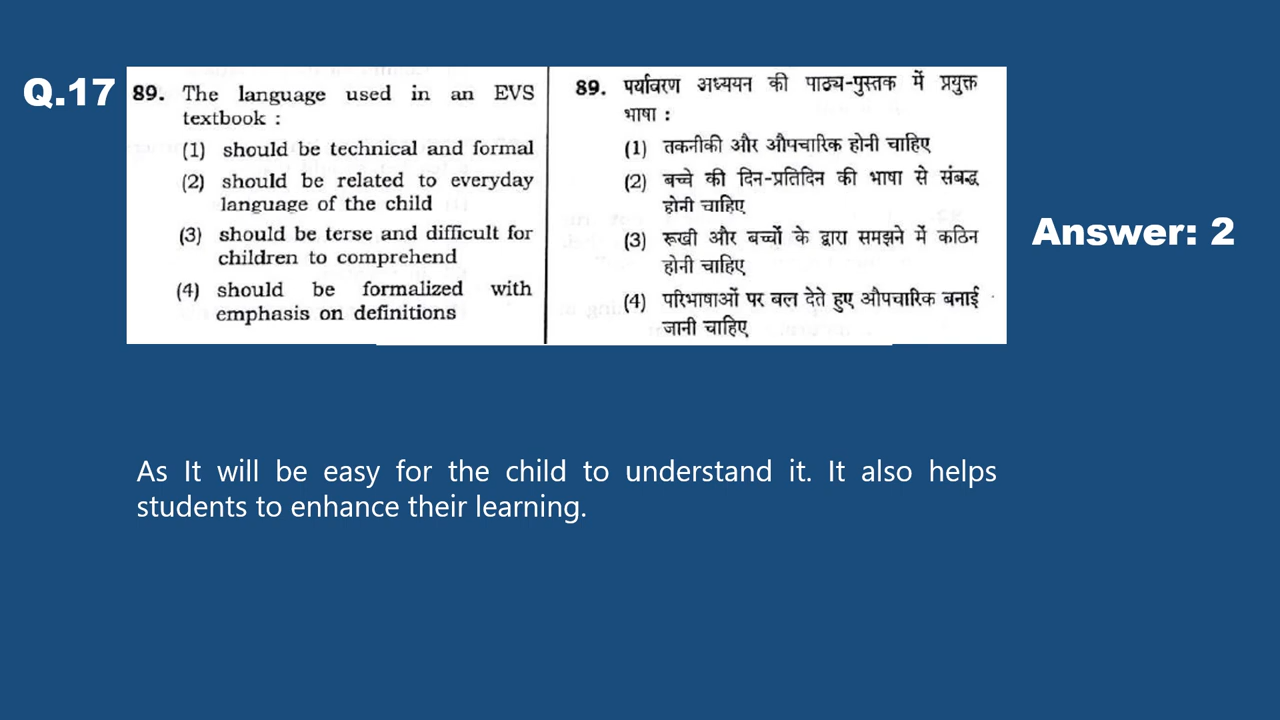 Q.17
89. The language used in an EVS
textbook :
(1) should be technical and formal
(2) should be related to everyday
language of the child
(3) should be terse and difficult for
children to comprehend
(4) should be formalized with
emphasis on definitions
89. पर्यावरण अध्ययन की पाठ्य-पुस्तक में प्रयुक्त
भाषा :
(1) तकनीकी और औपचारिक होनी चाहिए
(2) बच्चे की दिन-प्रतिदिन की भाषा से संबद्ध
होनी चाहिए
(3) रूखी और बच्चों के द्वारा समझने में कठिन
होनी चाहिए
(4) परिभाषाओं पर बल देते हुए औपचारिक बनाई
जानी चाहिए
Answer: 2
As It will be easy for the child to understand it. It also helps
students to enhance their learning.